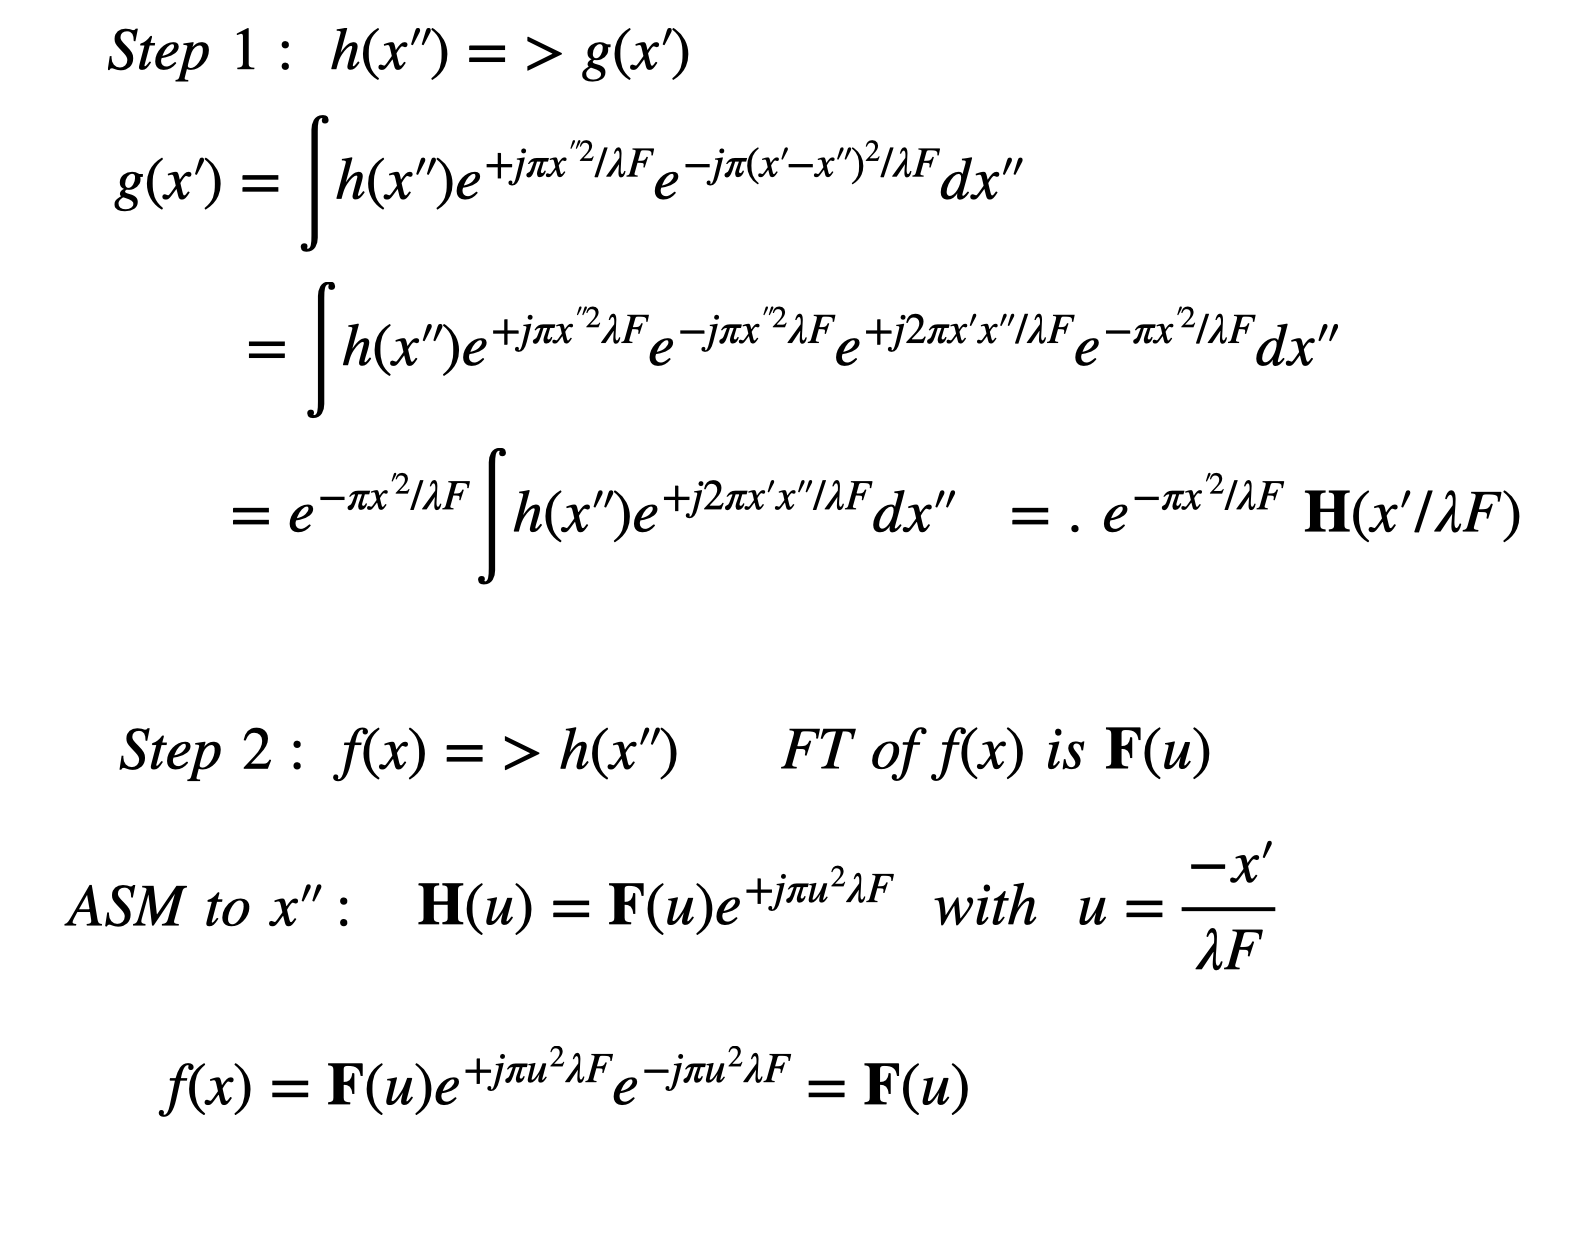 Step 1 : h(x″) = > g(x′)
g(x′) = ∫ h(x″)e^{+jπx″²/λF} e^{−jπ(x′−x″)²/λF} dx″
= ∫ h(x″)e^{+jπx″²λF} e^{−jπx″²λF} e^{+j2πx′x″/λF} e^{−πx′²/λF} dx″
= e^{−πx′²/λF} ∫ h(x″)e^{+j2πx′x″/λF} dx″ = . e^{−πx′²/λF} H(x′/λF)
Step 2 : f(x) = > h(x″) FT of f(x) is F(u)
ASM to x″ : H(u) = F(u)e^{+jπu²λF} with u = \frac{−x′}{λF}
f(x) = F(u)e^{+jπu²λF} e^{−jπu²λF} = F(u)